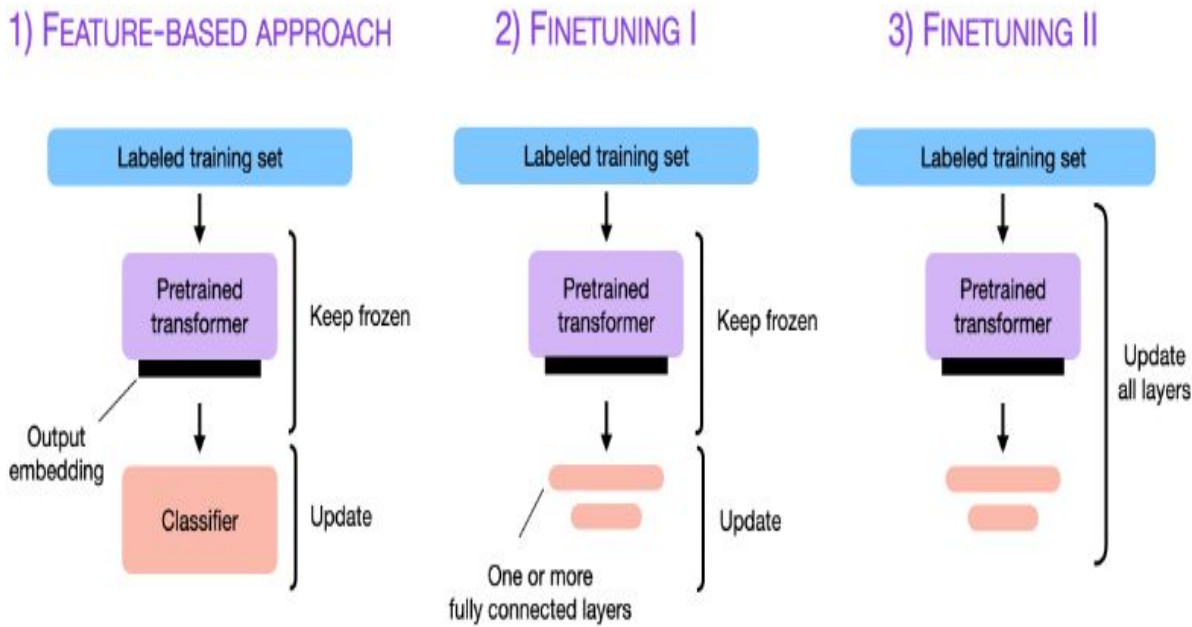 1) FEATURE-BASED APPROACH
Labeled training set
Pretrained
transformer
Keep frozen
Output
embedding
Classifier
Update
2) FINETUNING I
Labeled training set
Pretrained
transformer
Keep frozen
Update
One or more
fully connected layers
3) FINETUNING II
Labeled training set
Pretrained
transformer
Update
all layers